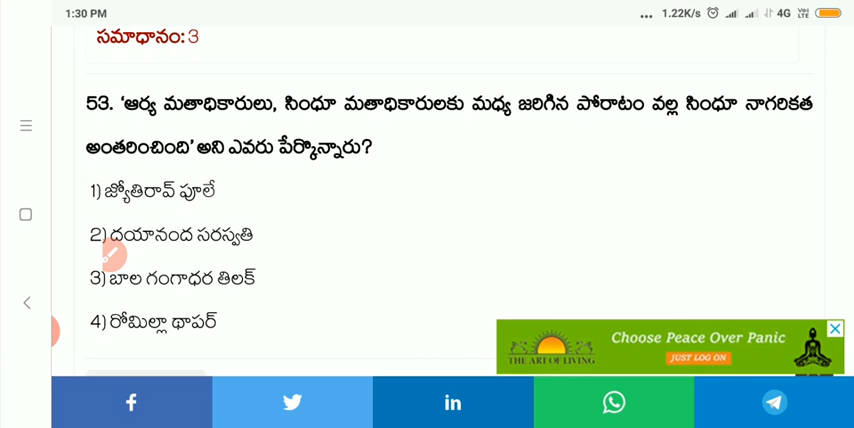 1:30 PM ... 1.22K/s 4G Vo) LTE
సమాధానం: 3
53. 'ఆర్య మతాధికారులు, సింధూ మతాధికారులకు మధ్య జరిగిన పోరాటం వల్ల సింధూ నాగరికత
అంతరించింది' అని ఎవరు పేర్కొన్నారు?
1) జ్యోతిరావ్ పూలే
2) దయానంద సరస్వతి
3) బాల గంగాధర తిలక్
4) రోమిల్లా థాపర్
Choose Peace Over Panic
THE ART OF LIVING
JUST LOG ON